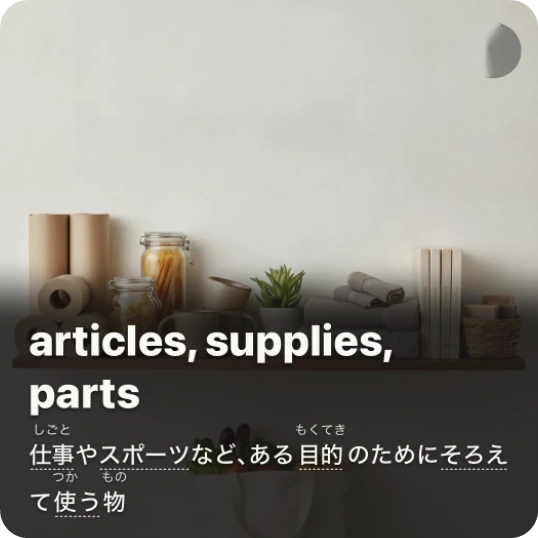 articles, supplies,
parts
しごと もくてき
仕事やスポーツなど、ある目的のためにそろえ
つか もの
て使う物